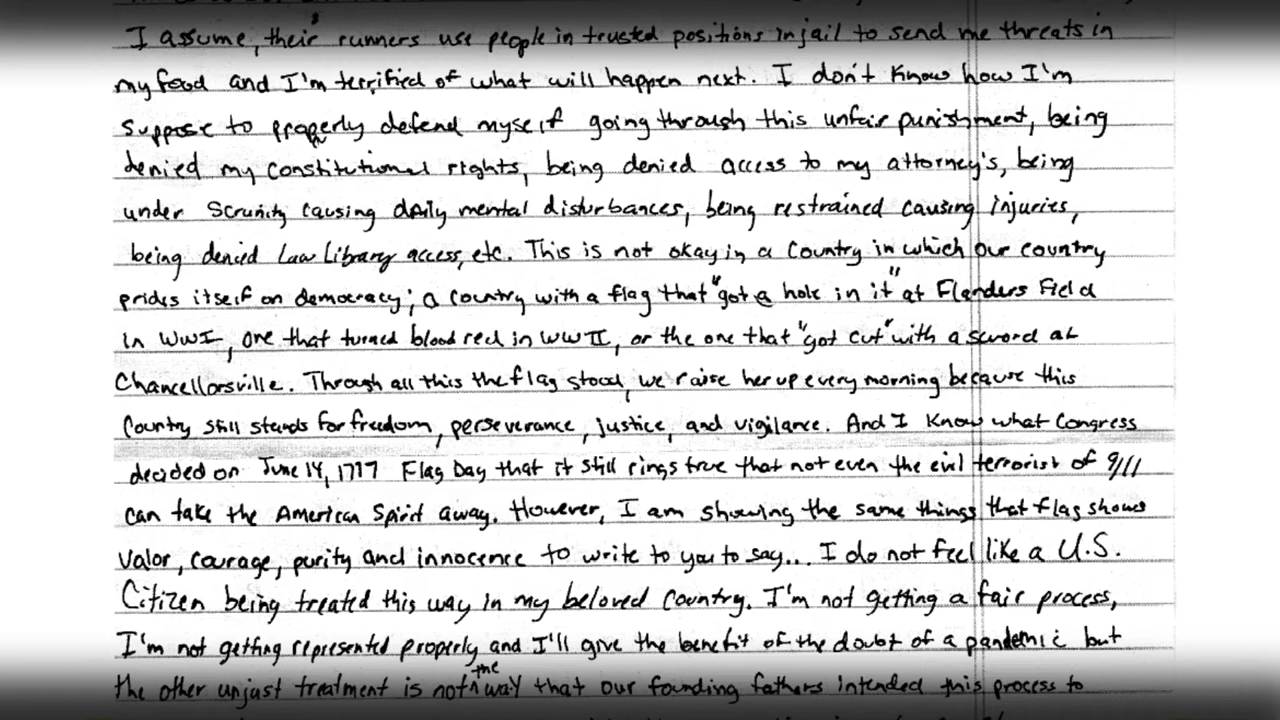 I assume, their's runners use people in trusted positions in jail to send me threats in
my food and I'm terrified of what will happen next. I don't know how I'm
suppose to properly defend myself going through this unfair punishment, being
denied my constitutional rights, being denied access to my attorney's, being
under scrunity causing daily mental disturbances, being restrained causing injuries,
being denied Law Library access, etc. This is not okay in a Country in which our country
prides itself on democracy; a country with a flag that "got a hole in it" at Flanders Field
in WWI, one that turned blood red in WWII, or the one that "got cut" with a sword at
Chancellorsville. Through all this the flag stood, we raise her up every morning because this
Country still stands for freedom, perseverance, justice, and vigilance. And I know what Congress
decided on June 14, 1777 Flag Day that it still rings true that not even the evil terrorist of 9/11
can take the American Spirit away. However, I am showing the same things that flag shows
valor, courage, purity and innocence to write to you to say... I do not feel like a U.S.
Citizen being treated this way in my beloved Country. I'm not getting a fair process,
I'm not getting represented properly and I'll give the benefit of the doubt of a pandemic but
the other unjust treatment is not the way that our founding fathers intended this process to